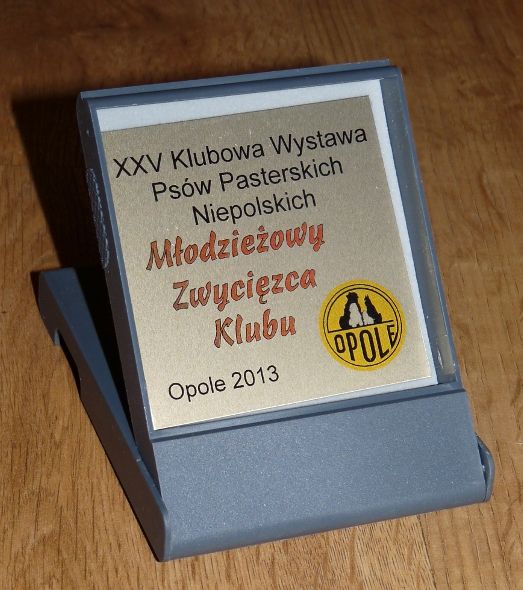 XXV Klubowa Wystawa
Psów Pasterskich
Niepolskich
Młodzieżowy
Zwycięzca
Klubu
OPOLE
Opole 2013